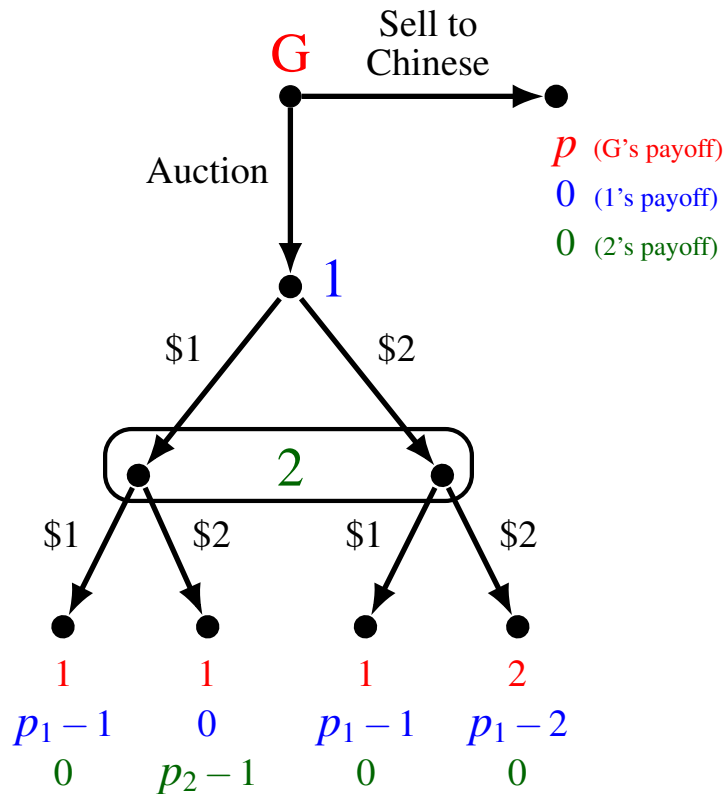 Sell to
Chinese
G
p (G's payoff)
0 (1's payoff)
0 (2's payoff)
Auction
1
$1 $2
2
$1 $2 $1 $2
1 1 1 2
p₁ − 1 0 p₁ − 1 p₁ − 2
0 p₂ − 1 0 0